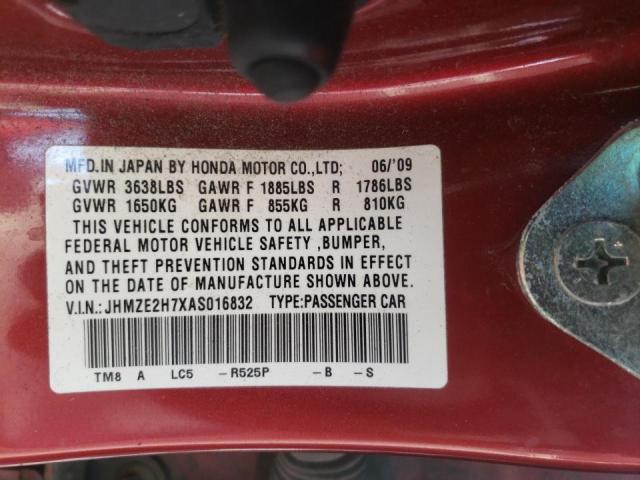 MFD.IN JAPAN BY HONDA MOTOR CO.,LTD; 06/'09
GVWR 3638LBS GAWR F 1885LBS R 1786LBS
GVWR 1650KG GAWR F 855KG R 810KG
THIS VEHICLE CONFORMS TO ALL APPLICABLE
FEDERAL MOTOR VEHICLE SAFETY ,BUMPER,
AND THEFT PREVENTION STANDARDS IN EFFECT
ON THE DATE OF MANUFACTURE SHOWN ABOVE.
V.I.N.:JHMZE2H7XAS016832 TYPE:PASSENGER CAR
TM8 A LC5 -R525P -B -S